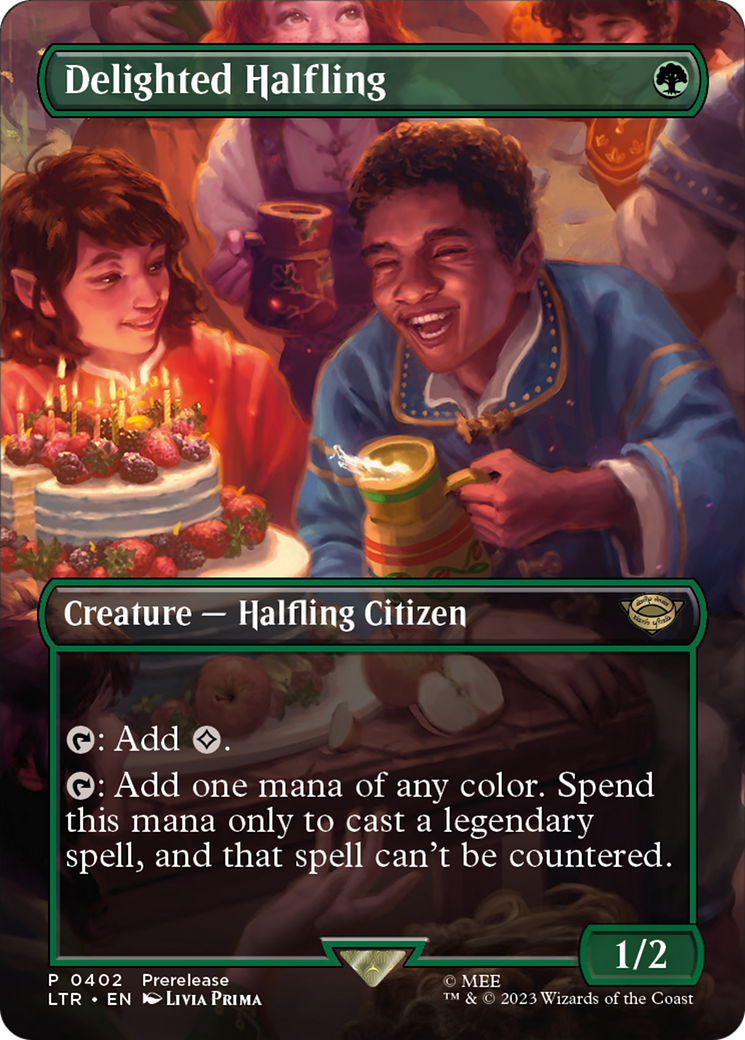 Delighted Halfling
Creature — Halfling Citizen
: Add .
: Add one mana of any color. Spend
this mana only to cast a legendary
spell, and that spell can't be countered.
1/2
P 0402 Prerelease
LTR • EN Livia Prima
© MEE
™ & © 2023 Wizards of the Coast